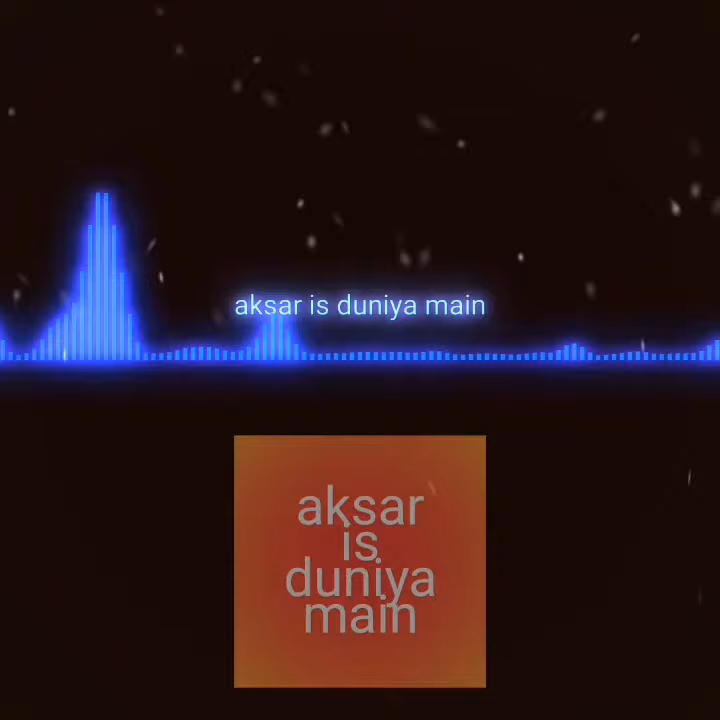 aksar is duniya main
aksar
is
duniya
main